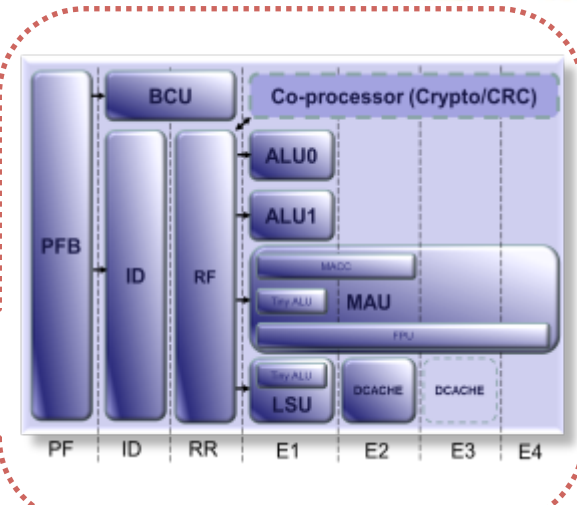 BCU
Co-processor (Crypto/CRC)
ALU0
ALU1
PFB
ID
RF
MACC
Tiny ALU
MAU
FPU
Tiny ALU
LSU
DCACHE
DCACHE
PF
ID
RR
E1
E2
E3
E4